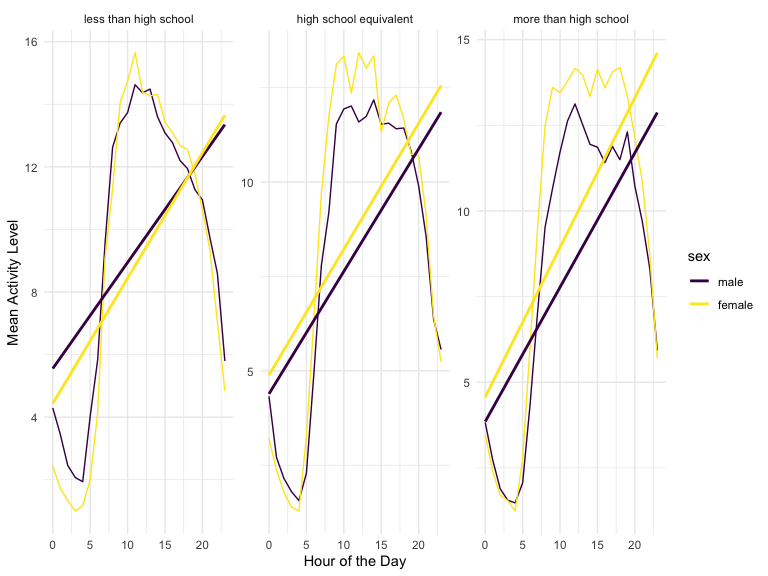 less than high school
high school equivalent
more than high school
16
12
8
4
10
5
15
10
5
0 5 10 15 20
0 5 10 15 20
0 5 10 15 20
Mean Activity Level
Hour of the Day
sex
male
female